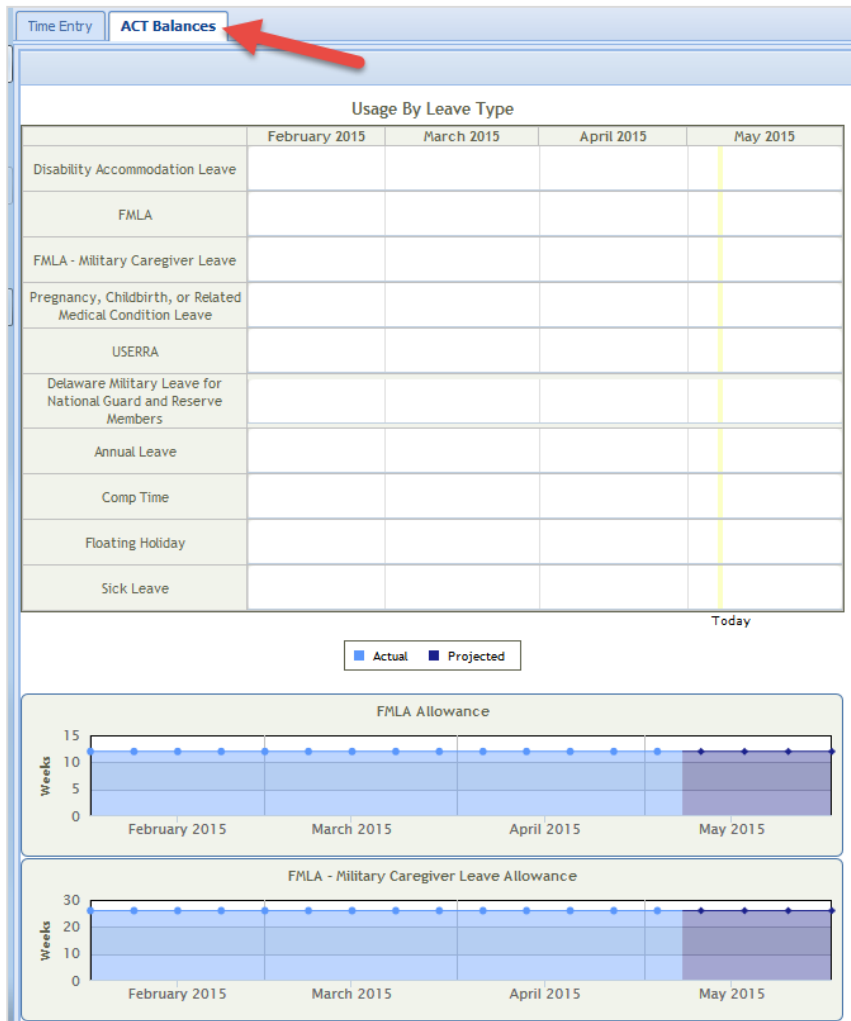 Time Entry
ACT Balances
Usage By Leave Type
February 2015 March 2015 April 2015 May 2015
Disability Accommodation Leave
FMLA
FMLA - Military Caregiver Leave
Pregnancy, Childbirth, or Related
Medical Condition Leave
USERRA
Delaware Military Leave for
National Guard and Reserve
Members
Annual Leave
Comp Time
Floating Holiday
Sick Leave
Today
Actual Projected
FMLA Allowance
Weeks
15
10
5
0
February 2015 March 2015 April 2015 May 2015
FMLA - Military Caregiver Leave Allowance
Weeks
30
20
10
0
February 2015 March 2015 April 2015 May 2015